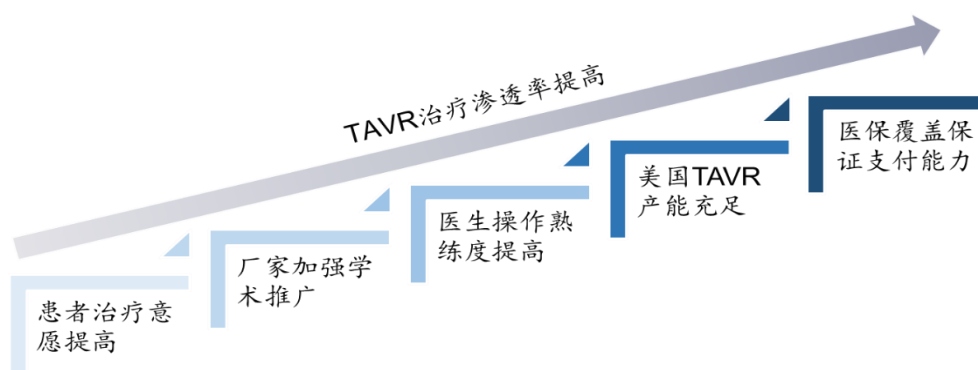 TAVR治疗渗透率提高
患者治疗意
愿提高
厂家加强学
术推广
医生操作熟
练度提高
美国TAVR
产能充足
医保覆盖保
证支付能力